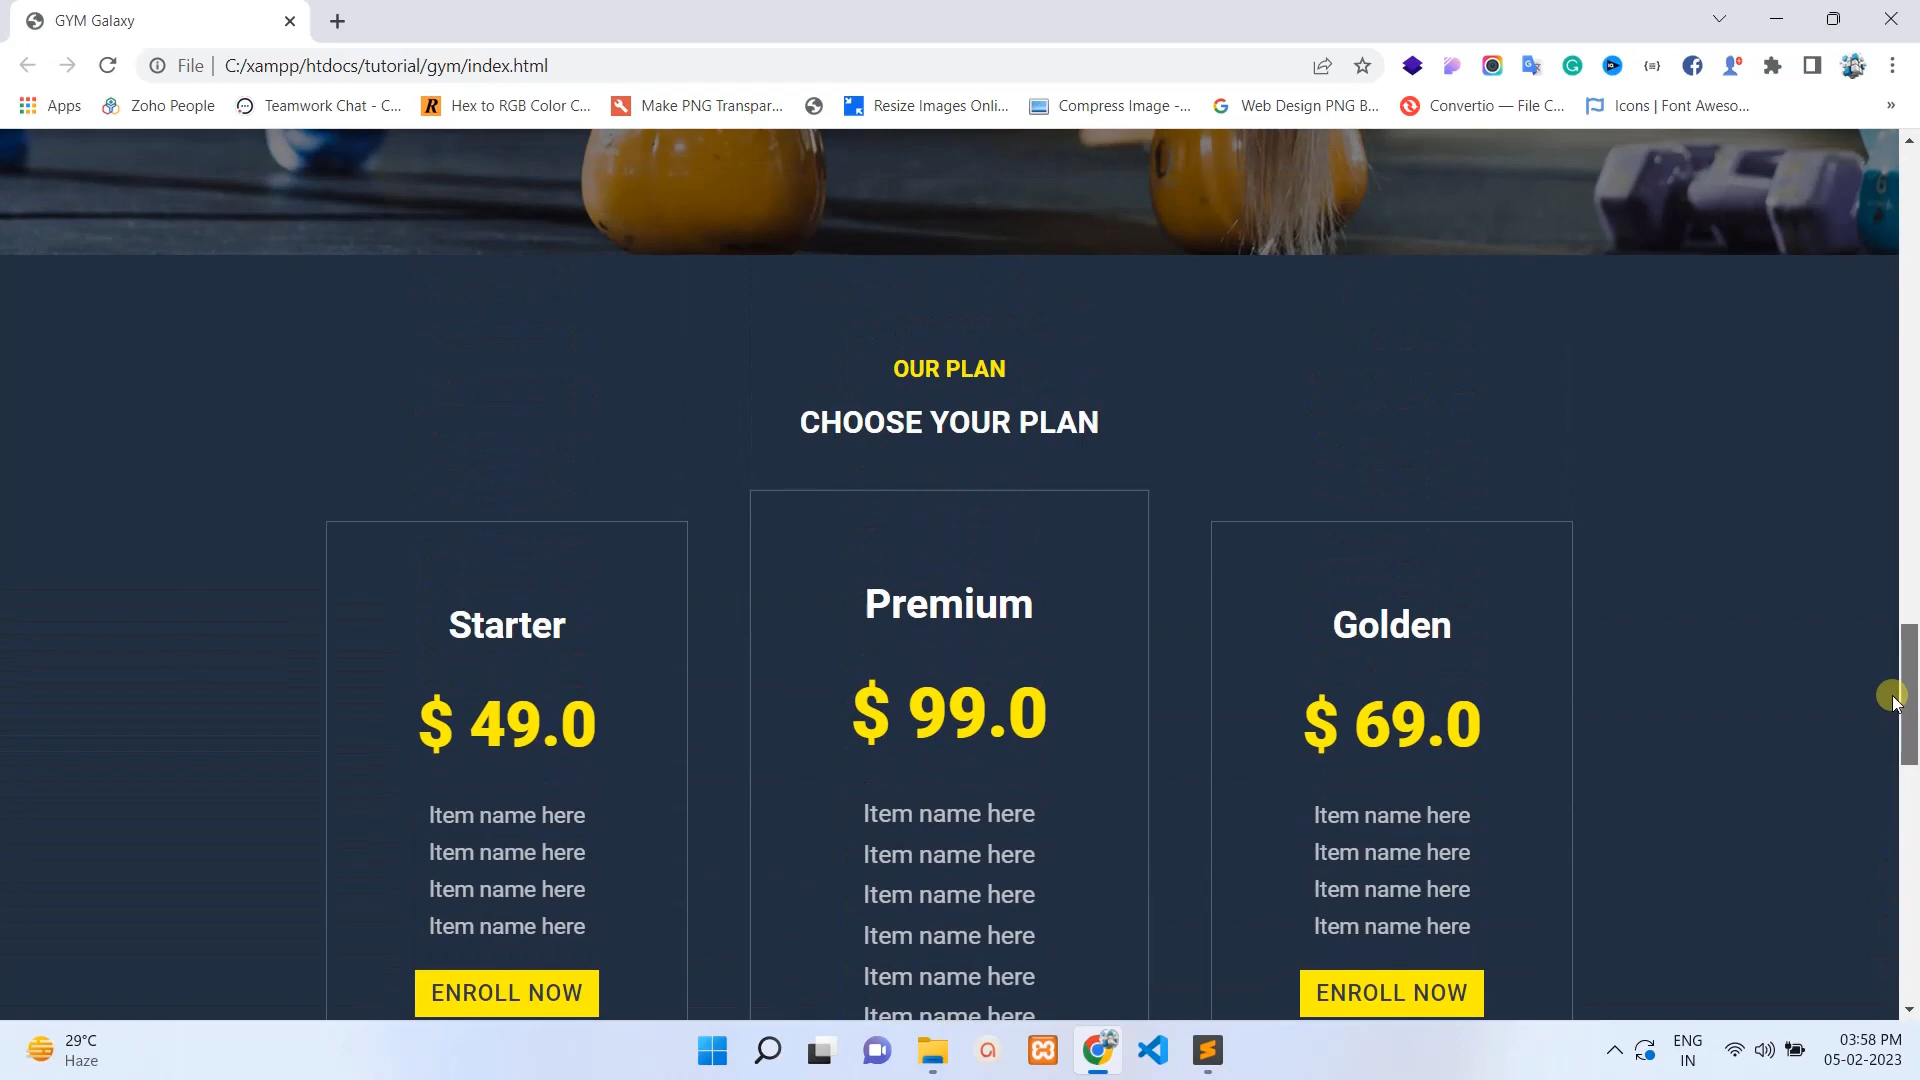 GYM Galaxy
File C:/xampp/htdocs/tutorial/gym/index.html
Apps Zoho People Teamwork Chat - C... Hex to RGB Color C... Make PNG Transpar... Resize Images Onli... Compress Image -... Web Design PNG B... Convertio — File C... Icons | Font Aweso... »
OUR PLAN
CHOOSE YOUR PLAN
Starter
$ 49.0
Item name here
Item name here
Item name here
Item name here
ENROLL NOW
Premium
$ 99.0
Item name here
Item name here
Item name here
Item name here
Item name here
Item name here
Golden
$ 69.0
Item name here
Item name here
Item name here
Item name here
ENROLL NOW
29°C
Haze
ENG
IN
03:58 PM
05-02-2023